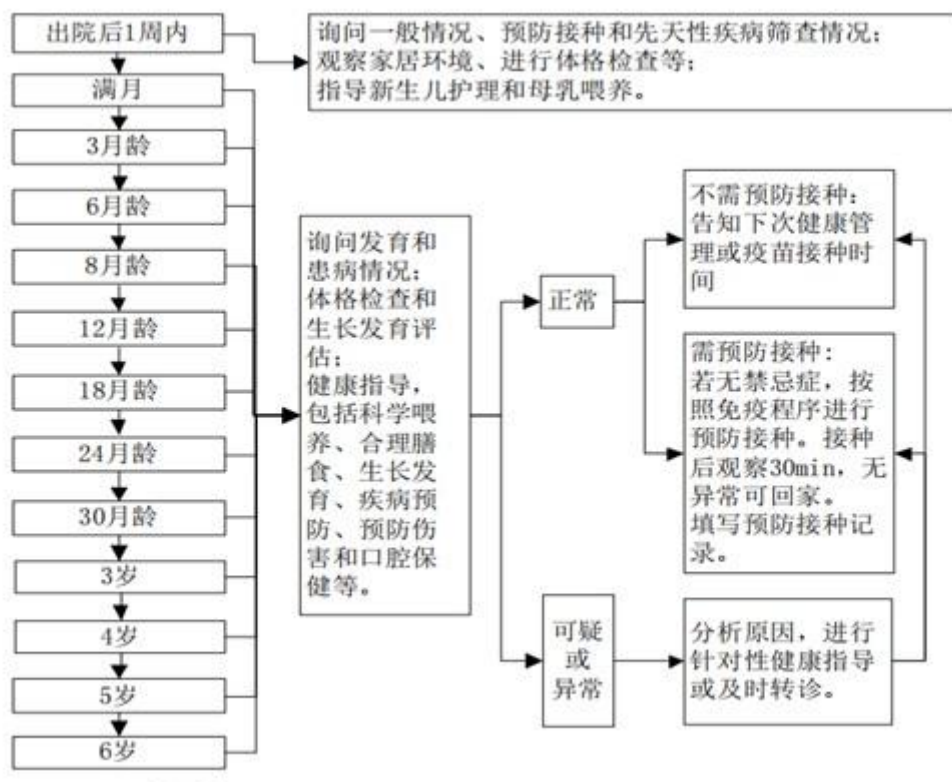 出院后1周内
询问一般情况、预防接种和先天性疾病筛查情况;
观察家居环境、进行体格检查等;
指导新生儿护理和母乳喂养。
满月
3月龄
6月龄
8月龄
12月龄
18月龄
24月龄
30月龄
3岁
4岁
5岁
6岁
询问发育和
患病情况;
体格检查和
生长发育评
估;
健康指导,
包括科学喂
养、合理膳
食、生长发
育、疾病预
防、预防伤
害和口腔保
健等。
正常
可疑
或
异常
不需预防接种:
告知下次健康管
理或疫苗接种时
间
需预防接种:
若无禁忌症，按
照免疫程序进行
预防接种。接种
后观察30min，无
异常可回家。
填写预防接种记
录。
分析原因，进行
针对性健康指导
或及时转诊。